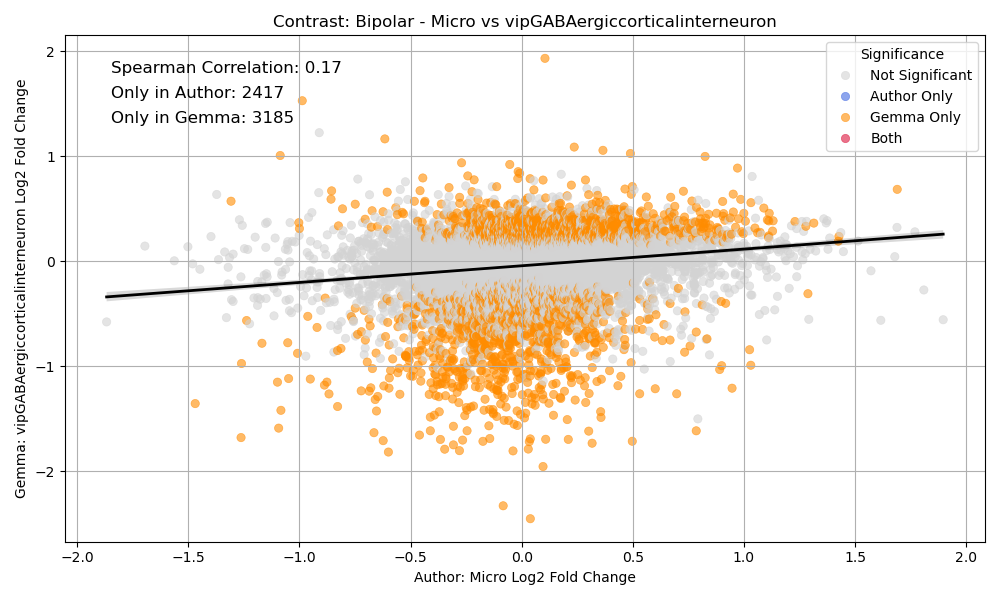 Contrast: Bipolar - Micro vs vipGABAergiccorticalinterneuron
Spearman Correlation: 0.17
Only in Author: 2417
Only in Gemma: 3185
Significance
Not Significant
Author Only
Gemma Only
Both
Gemma: vipGABAergiccorticalinterneuron Log2 Fold Change
2
1
0
−1
−2
−2.0
−1.5
−1.0
−0.5
0.0
0.5
1.0
1.5
2.0
Author: Micro Log2 Fold Change